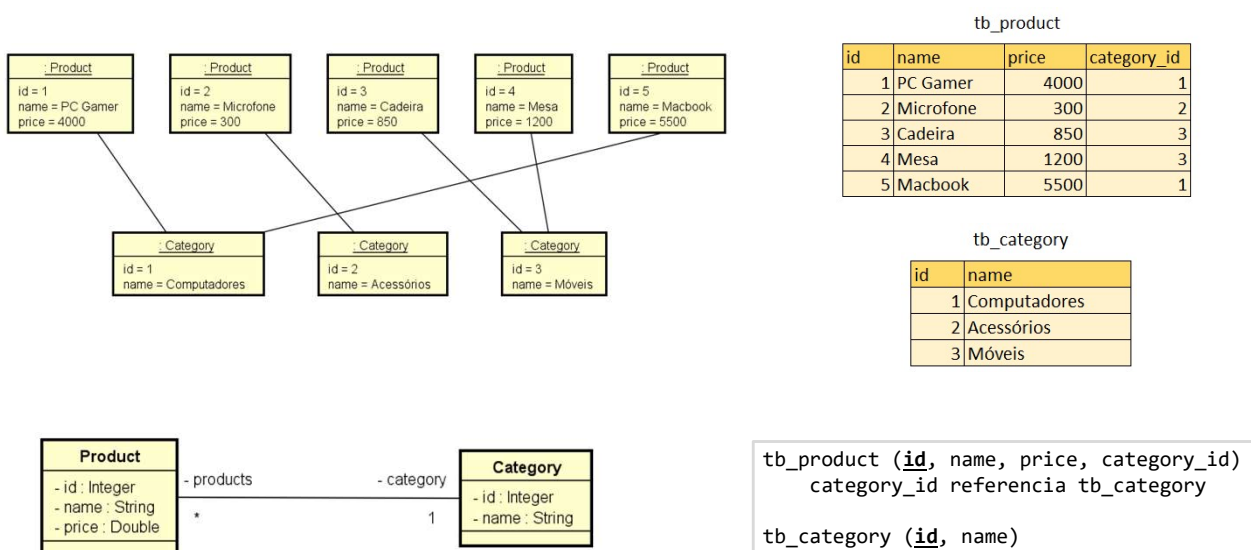 : Product
id = 1
name = PC Gamer
price = 4000
: Product
id = 2
name = Microfone
price = 300
: Product
id = 3
name = Cadeira
price = 850
: Product
id = 4
name = Mesa
price = 1200
: Product
id = 5
name = Macbook
price = 5500
: Category
id = 1
name = Computadores
: Category
id = 2
name = Acessórios
: Category
id = 3
name = Móveis
tb_product
id name price category_id
1 PC Gamer 4000 1
2 Microfone 300 2
3 Cadeira 850 3
4 Mesa 1200 3
5 Macbook 5500 1
tb_category
id name
1 Computadores
2 Acessórios
3 Móveis
Product
- id : Integer
- name : String
- price : Double
- products
*
- category
1
Category
- id : Integer
- name : String
tb_product (id, name, price, category_id)
category_id referencia tb_category
tb_category (id, name)